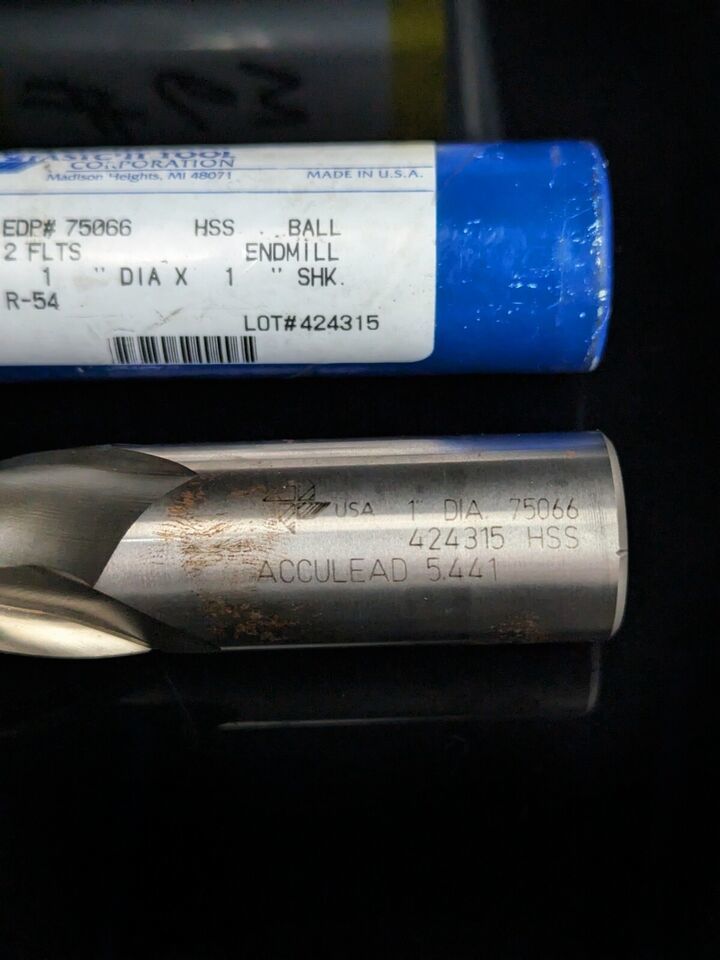 TOOL
CORPORATION
Madison Heights, MI 48071 MADE IN U.S.A.
EDP# 75066 HSS BALL
2 FLTS ENDMILL
1 " DIA X 1 " SHK.
R-54
LOT#424315
USA 1" DIA. 75066
424315 HSS
ACCULEAD 5.441